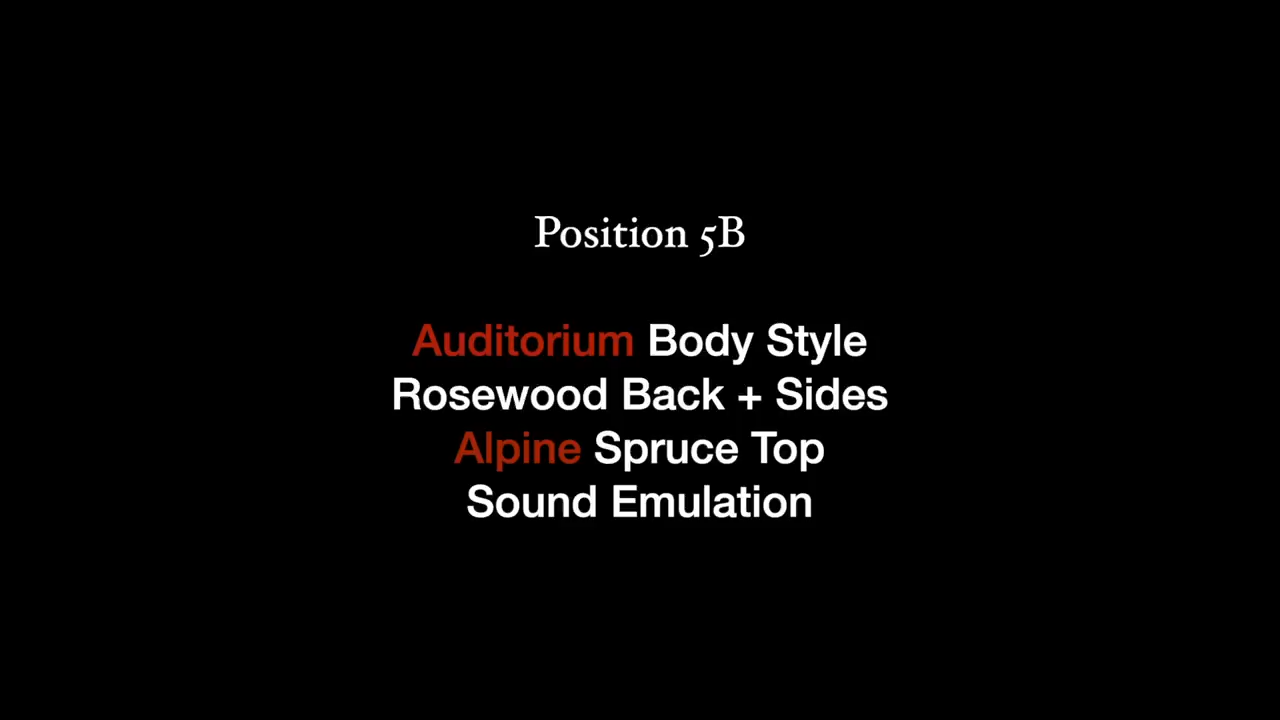 Position 5B
Auditorium Body Style
Rosewood Back + Sides
Alpine Spruce Top
Sound Emulation